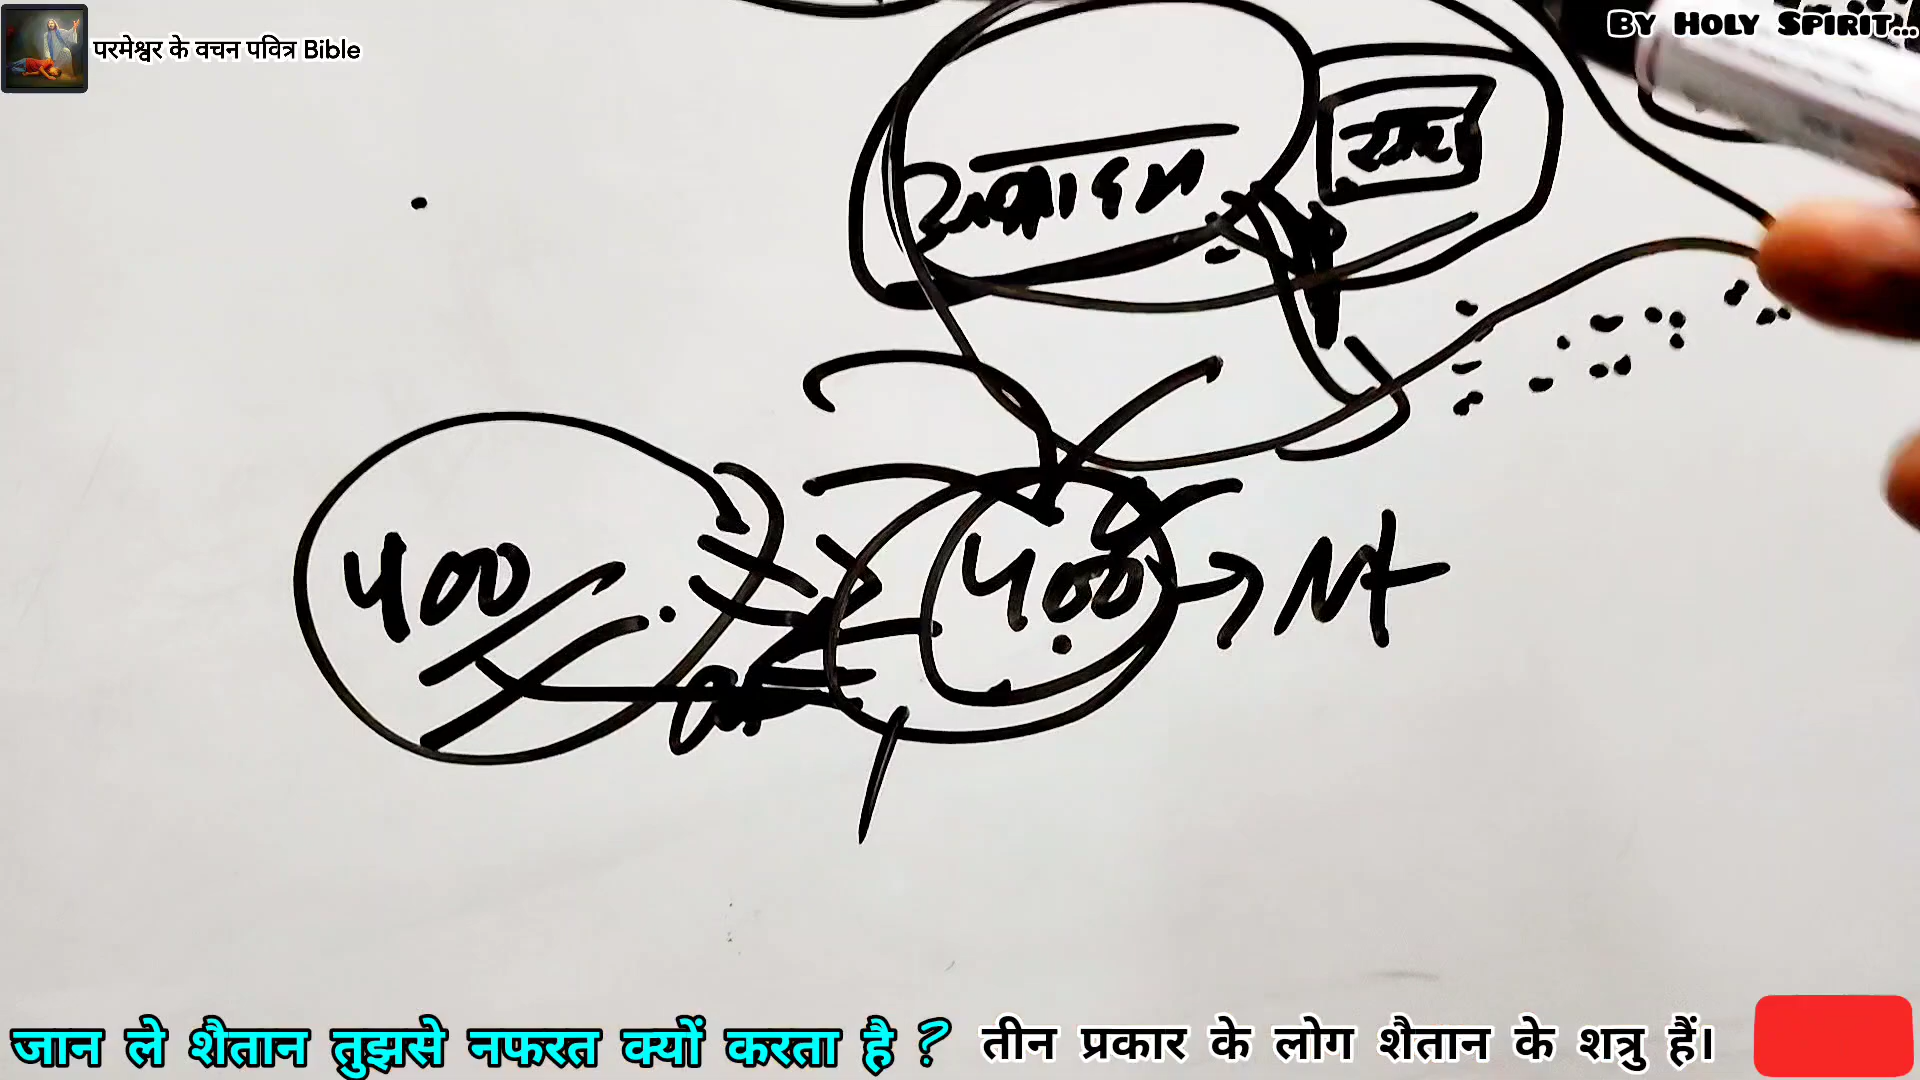 परमेश्वर के वचन पवित्र Bible
By Holy Spirit...
400
400
जान ले शैतान तुझसे नफरत क्यों करता है ? तीन प्रकार के लोग शैतान के शत्रु हैं।